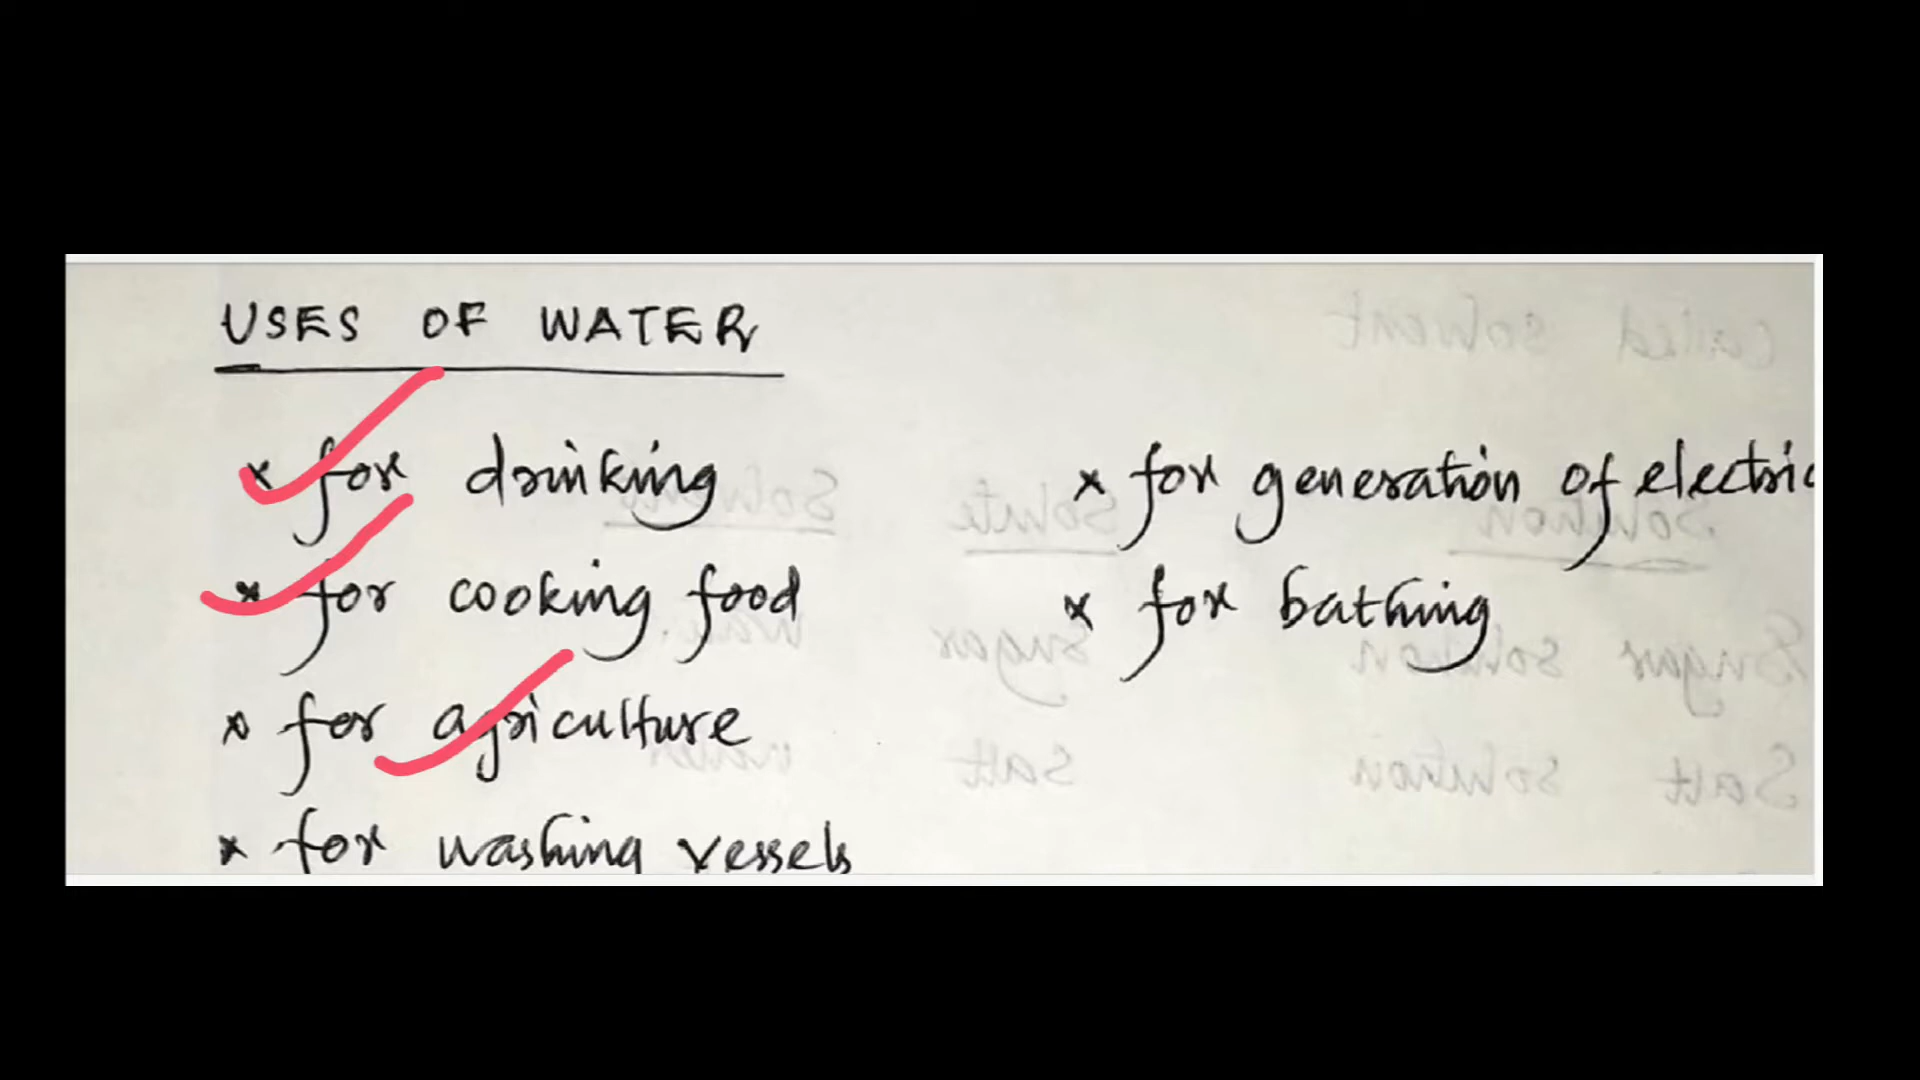 USES OF WATER
x for drinking
x for cooking food
x for agriculture
x for washing vessels
x for generation of electric
x for bathing